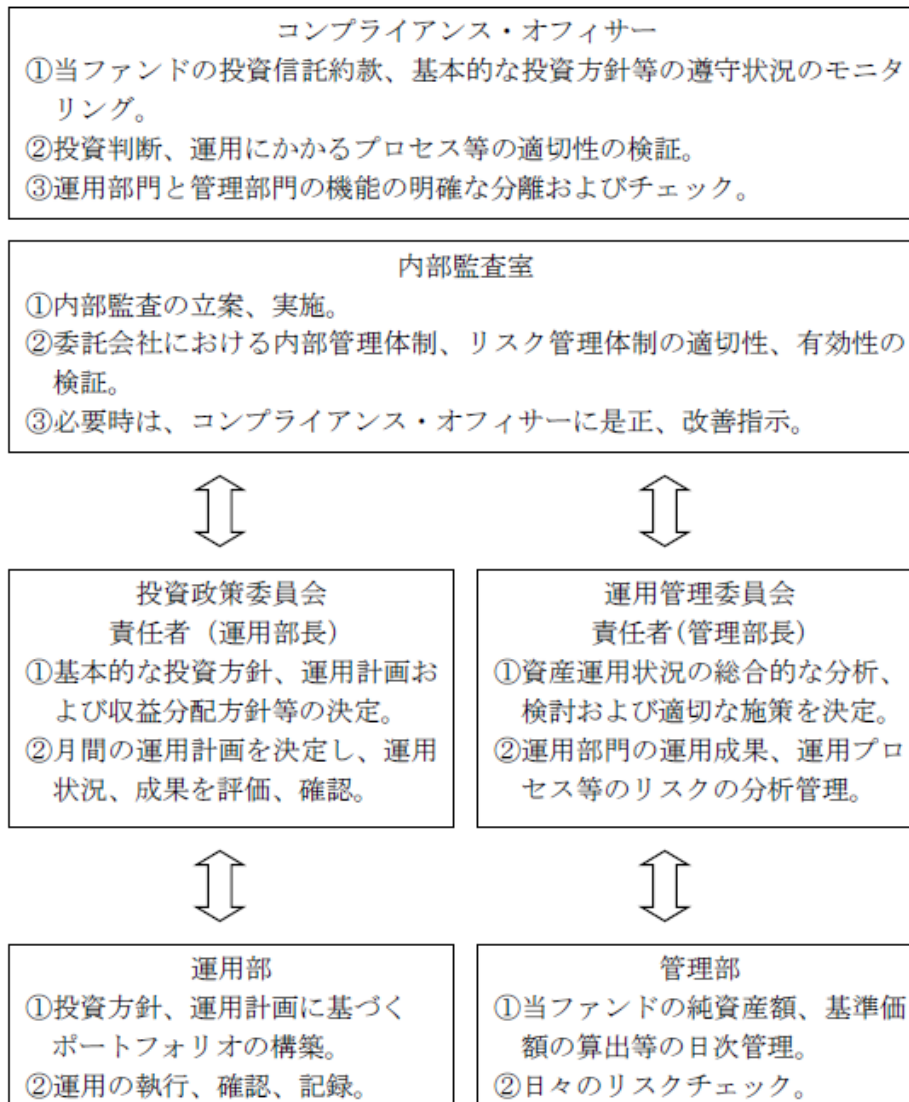 コンプライアンス・オフィサー
①当ファンドの投資信託約款、基本的な投資方針等の遵守状況のモニタ
リング。
②投資判断、運用にかかるプロセス等の適切性の検証。
③運用部門と管理部門の機能の明確な分離およびチェック。
内部監査室
①内部監査の立案、実施。
②委託会社における内部管理体制、リスク管理体制の適切性、有効性の
検証。
③必要時は、コンプライアンス・オフィサーに是正、改善指示。
投資政策委員会
責任者（運用部長）
①基本的な投資方針、運用計画お
よび収益分配方針等の決定。
②月間の運用計画を決定し、運用
状況、成果を評価、確認。
運用管理委員会
責任者(管理部長)
①資産運用状況の総合的な分析、
検討および適切な施策を決定。
②運用部門の運用成果、運用プロ
セス等のリスクの分析管理。
運用部
①投資方針、運用計画に基づく
ポートフォリオの構築。
②運用の執行、確認、記録。
管理部
①当ファンドの純資産額、基準価
額の算出等の日次管理。
②日々のリスクチェック。